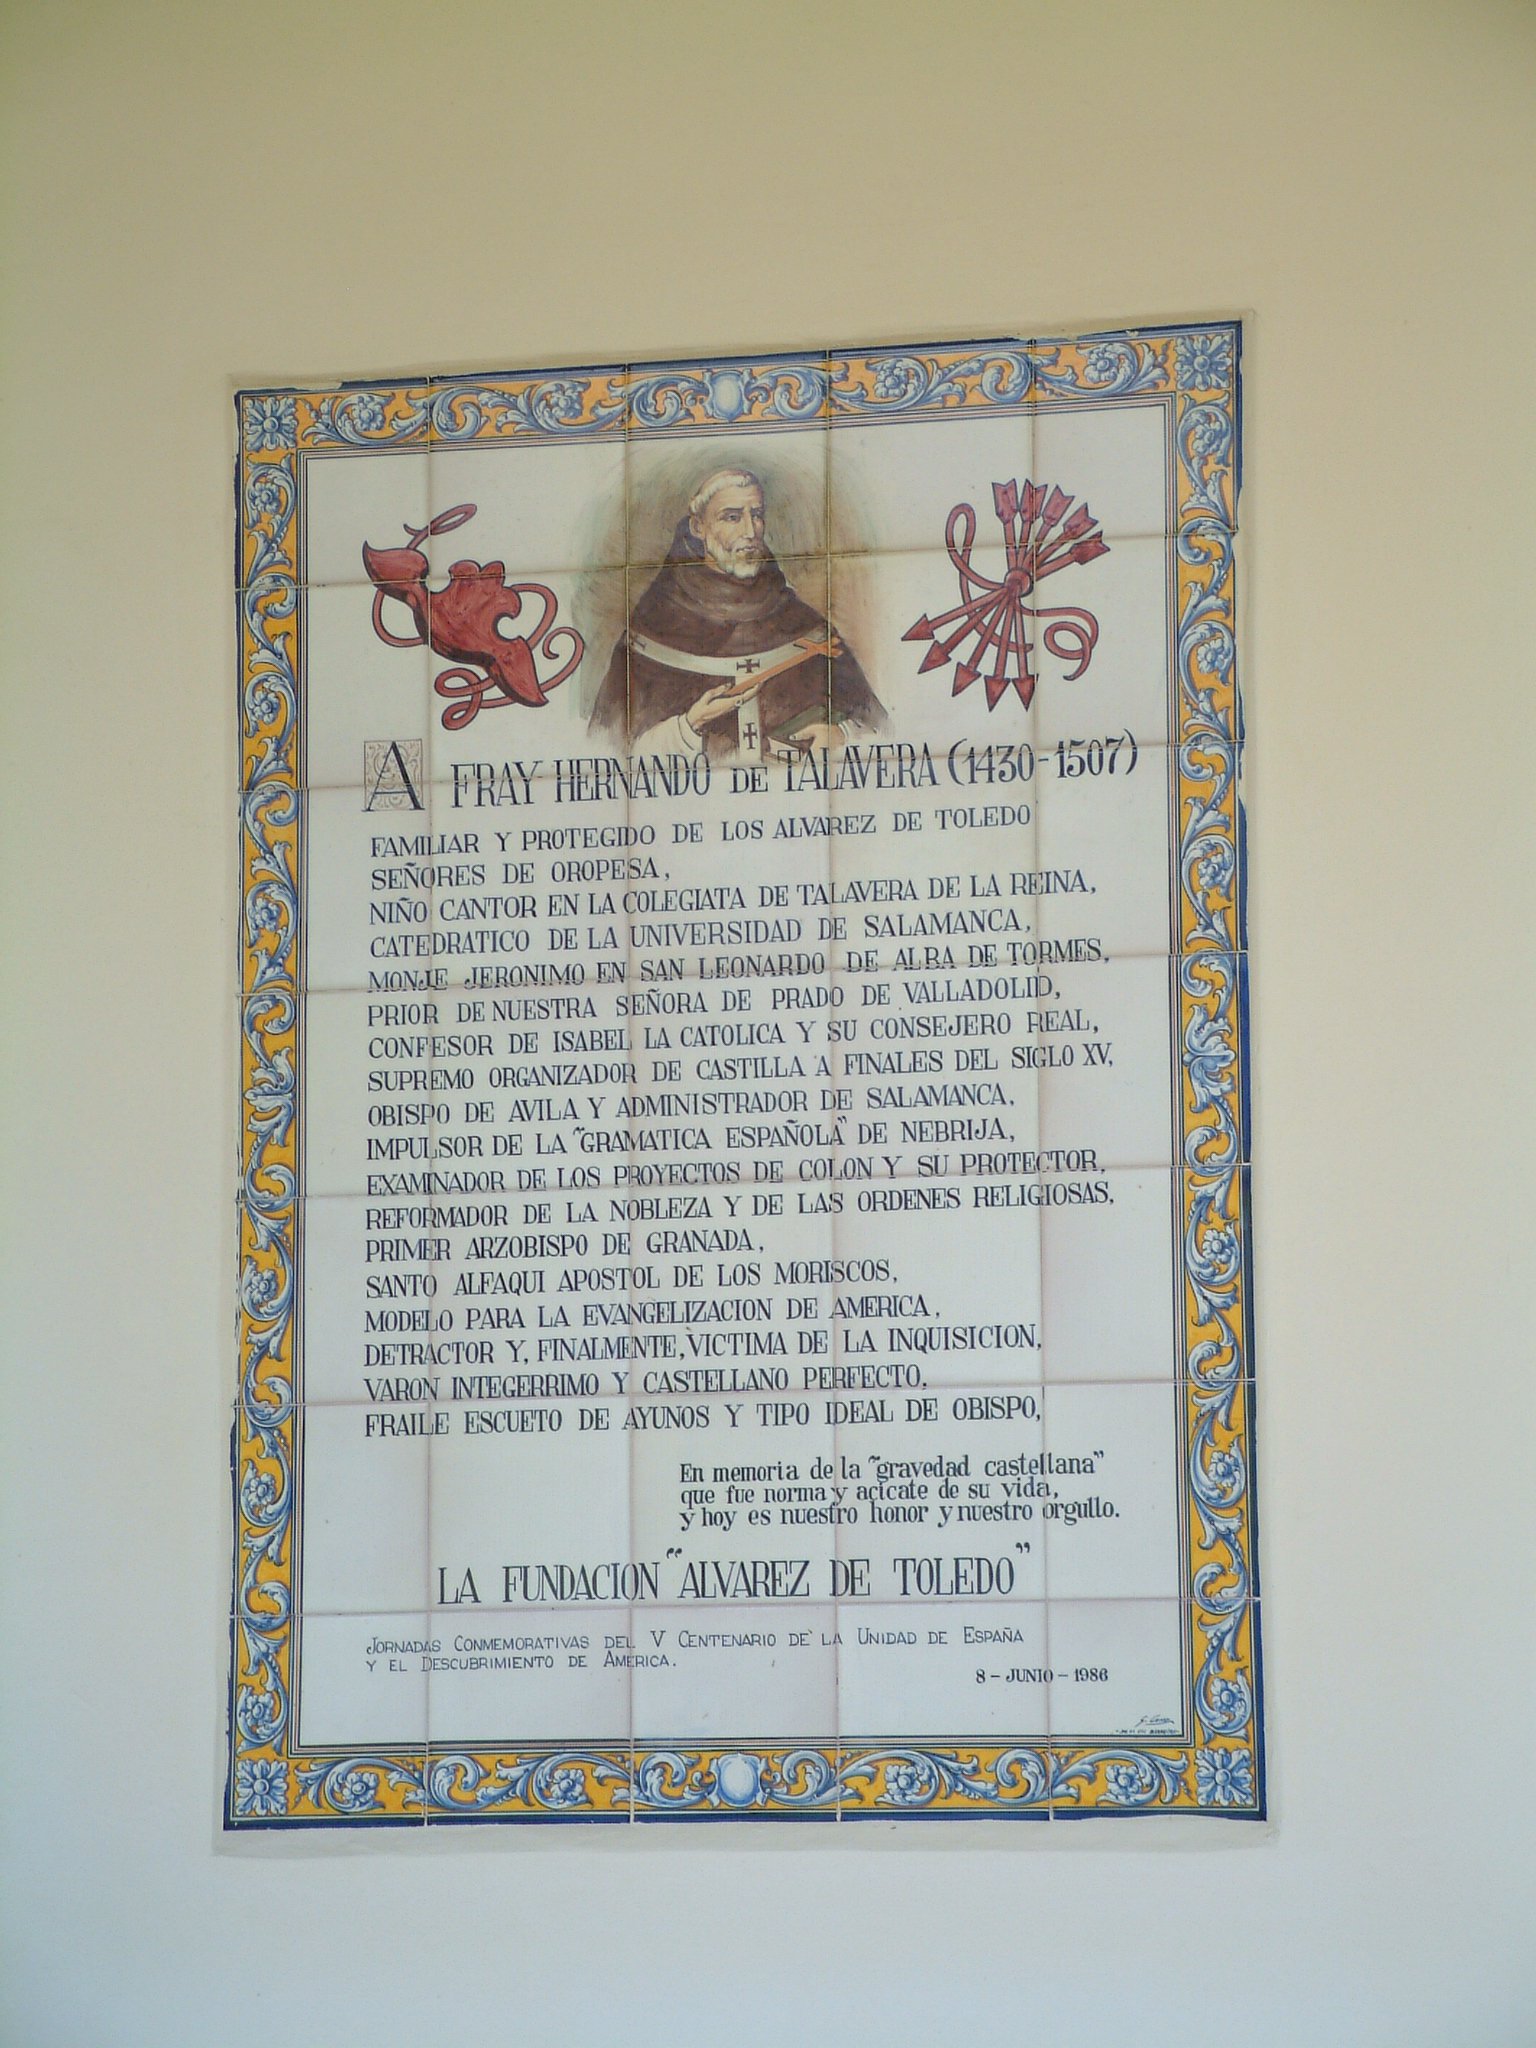 A FRAY HERNANDO DE TALAVERA (1430-1507)
FAMILIAR Y PROTEGIDO DE LOS ALVAREZ DE TOLEDO
SEÑORES DE OROPESA,
NIÑO CANTOR EN LA COLEGIATA DE TALAVERA DE LA REINA,
CATEDRATICO DE LA UNIVERSIDAD DE SALAMANCA,
MONJE JERONIMO EN SAN LEONARDO DE ALBA DE TORMES,
PRIOR DE NUESTRA SEÑORA DE PRADO DE VALLADOLID,
CONFESOR DE ISABEL LA CATOLICA Y SU CONSEJERO REAL,
SUPREMO ORGANIZADOR DE CASTILLA A FINALES DEL SIGLO XV,
OBISPO DE AVILA Y ADMINISTRADOR DE SALAMANCA,
IMPULSOR DE LA "GRAMATICA ESPAÑOLA" DE NEBRIJA,
EXAMINADOR DE LOS PROYECTOS DE COLON Y SU PROTECTOR,
REFORMADOR DE LA NOBLEZA Y DE LAS ORDENES RELIGIOSAS,
PRIMER ARZOBISPO DE GRANADA,
SANTO ALFAQUI APOSTOL DE LOS MORISCOS,
MODELO PARA LA EVANGELIZACION DE AMERICA,
DETRACTOR Y, FINALMENTE, VICTIMA DE LA INQUISICION,
VARON INTEGERRIMO Y CASTELLANO PERFECTO,
FRAILE ESCUETO DE AYUNOS Y TIPO IDEAL DE OBISPO,
En memoria de la "gravedad castellana"
que fue norma y acicate de su vida,
y hoy es nuestro honor y nuestro orgullo.
LA FUNDACION "ALVAREZ DE TOLEDO"
JORNADAS CONMEMORATIVAS DEL V CENTENARIO DE LA UNIDAD DE ESPAÑA
Y EL DESCUBRIMIENTO DE AMERICA.
8 - JUNIO - 1986